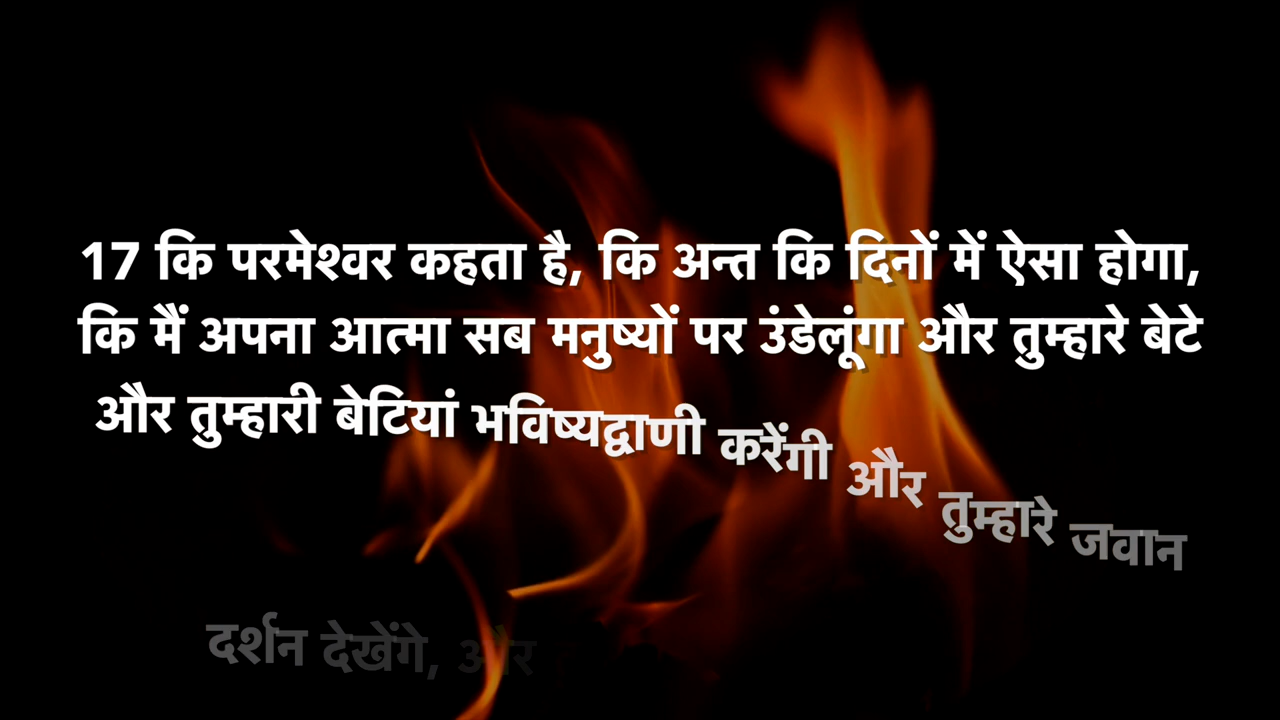 17 कि परमेश्वर कहता है, कि अन्त कि दिनों में ऐसा होगा,
कि मैं अपना आत्मा सब मनुष्यों पर उंडेलूंगा और तुम्हारे बेटे
और तुम्हारी बेटियां भविष्यद्वाणी करेंगी और तुम्हारे जवान
दर्शन देखेंगे, और